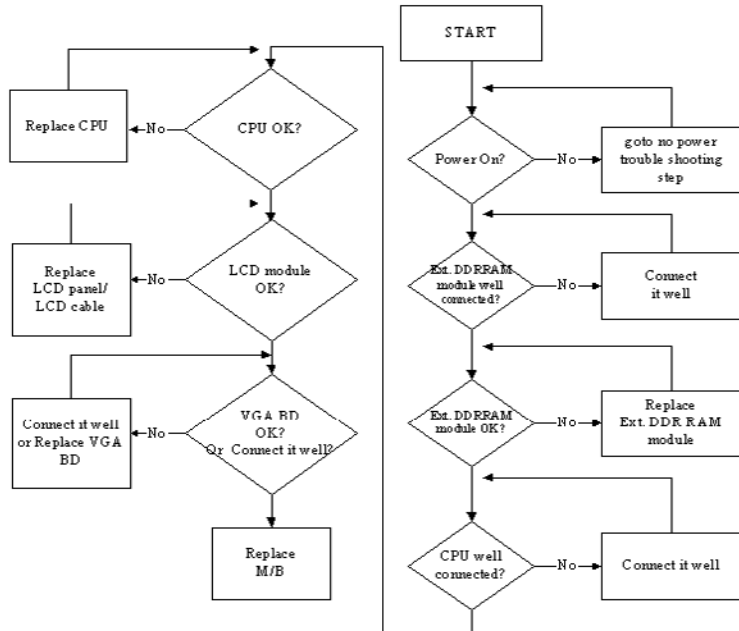 START
Power On?
No
goto no power
trouble shooting
step
Ext. DDRRAM
module well
connected?
No
Connect
it well
Ext. DDRRAM
module OK?
No
Replace
Ext. DDR RAM
module
CPU well
connected?
No
Connect it well
CPU OK?
No
Replace CPU
LCD module
OK?
No
Replace
LCD panel/
LCD cable
VGA BD
OK?
Or Connect it well?
No
Connect it well
or Replace VGA
BD
Replace
M/B